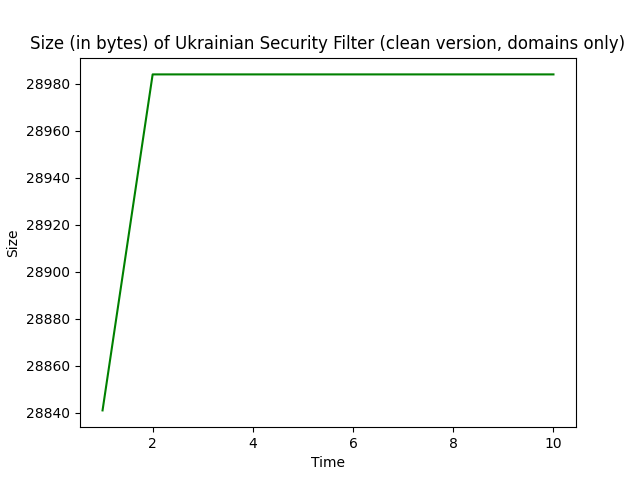 Size (in bytes) of Ukrainian Security Filter (clean version, domains only)
28980
28960
28940
28920
28900
28880
28860
28840
Size
2 4 6 8 10
Time